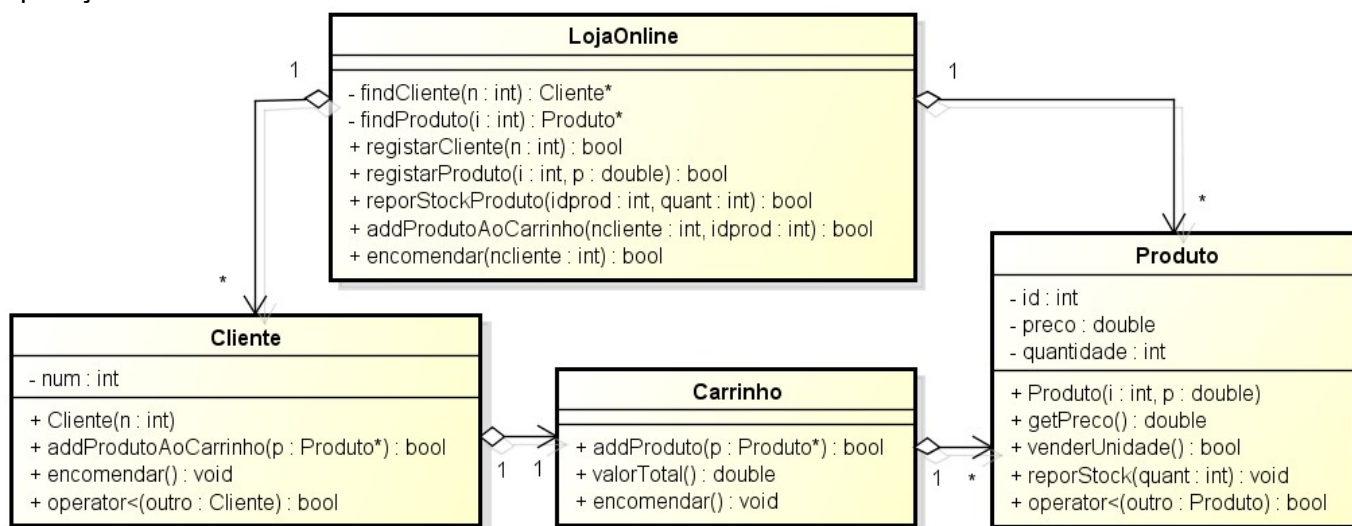 LojaOnline
1
1
- findCliente(n : int) : Cliente*
- findProduto(i : int) : Produto*
+ registarCliente(n : int) : bool
+ registarProduto(i : int, p : double) : bool
+ reporStockProduto(idprod : int, quant : int) : bool
+ addProdutoAoCarrinho(ncliente : int, idprod : int) : bool
+ encomendar(ncliente : int) : bool
*
*
Cliente
- num : int
+ Cliente(n : int)
+ addProdutoAoCarrinho(p : Produto*) : bool
+ encomendar() : void
+ operator<(outro : Cliente) : bool
1
1
Carrinho
+ addProduto(p : Produto*) : bool
+ valorTotal() : double
+ encomendar() : void
1
*
Produto
- id : int
- preco : double
- quantidade : int
+ Produto(i : int, p : double)
+ getPreco() : double
+ venderUnidade() : bool
+ reporStock(quant : int) : void
+ operator<(outro : Produto) : bool